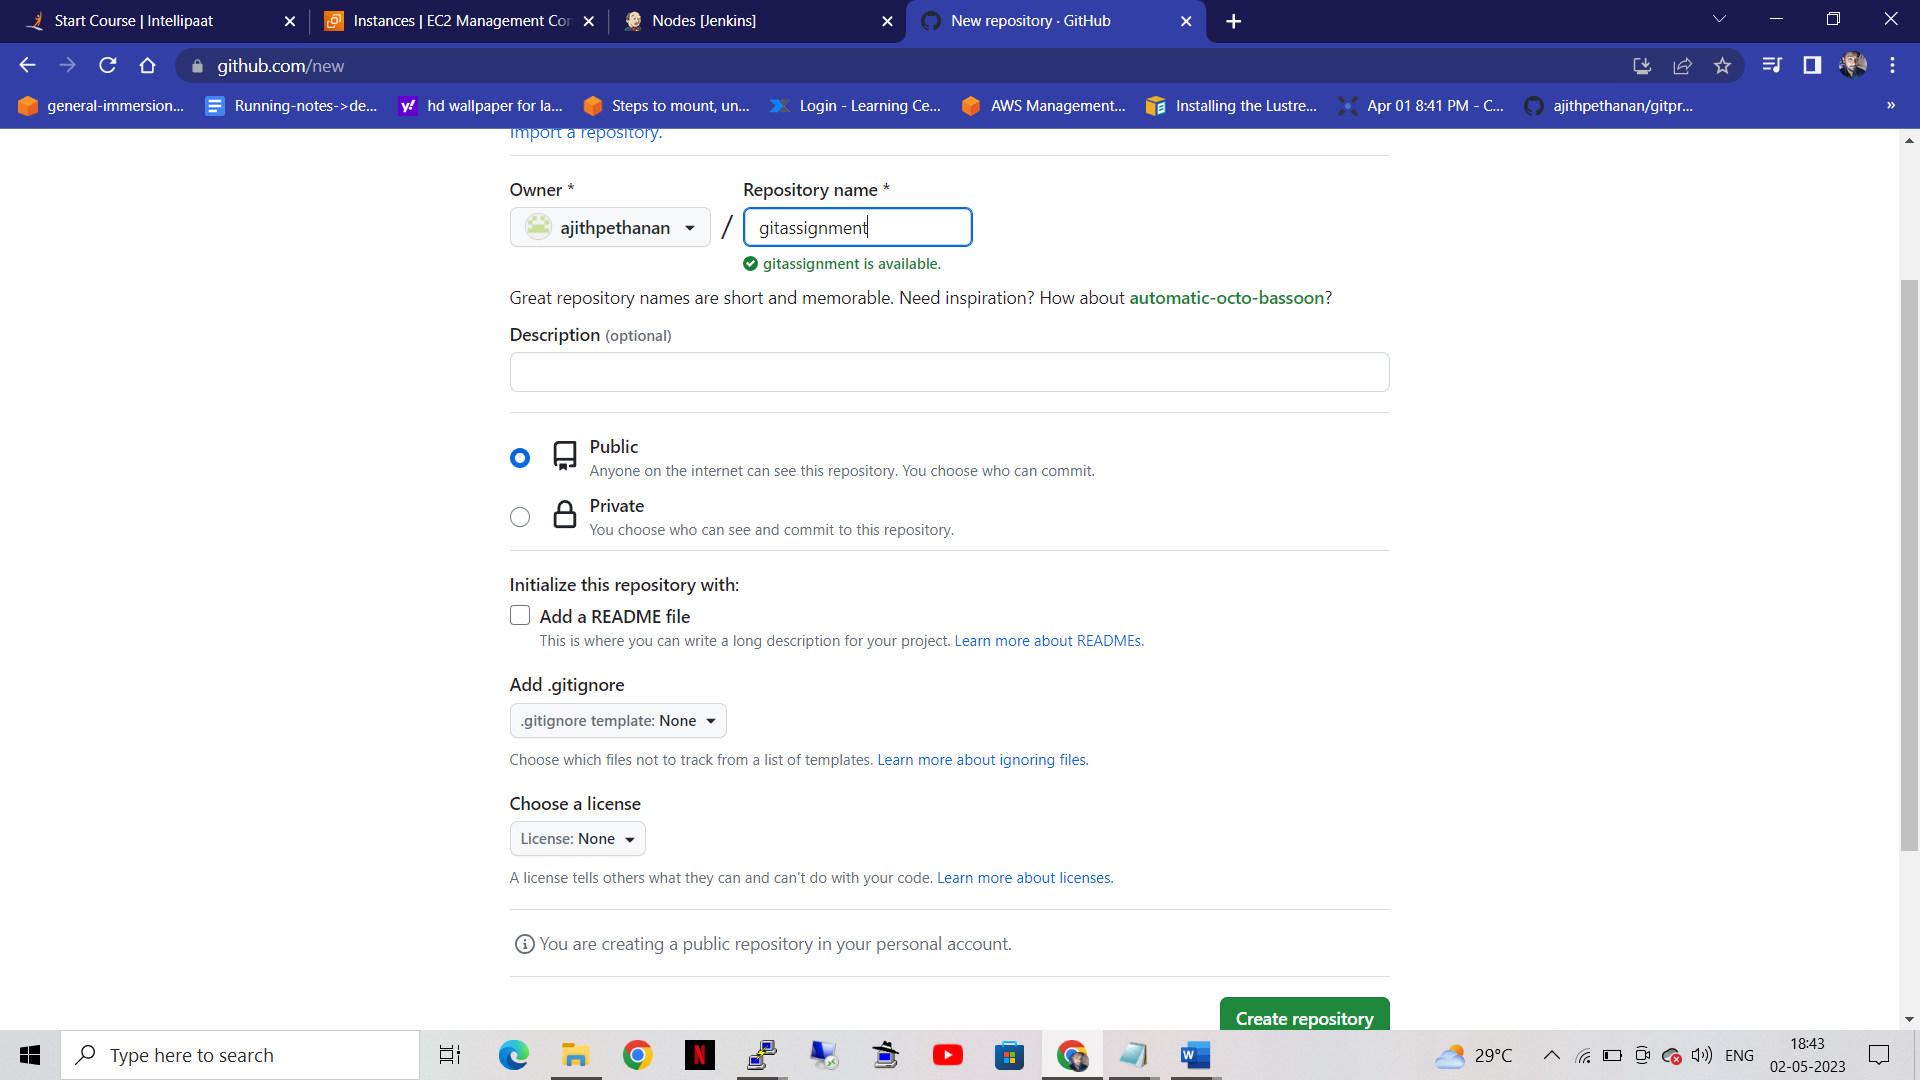 Start Course | Intellipaat
Instances | EC2 Management Con
Nodes [Jenkins]
New repository · GitHub
github.com/new
general-immersion...
Running-notes->de...
hd wallpaper for la...
Steps to mount, un...
Login - Learning Ce...
AWS Management...
Installing the Lustre...
Apr 01 8:41 PM - C...
ajithpethanan/gitpr...
»
Import a repository.
Owner *
Repository name *
ajithpethanan
/
gitassignment
gitassignment is available.
Great repository names are short and memorable. Need inspiration? How about automatic-octo-bassoon?
Description (optional)
Public
Anyone on the internet can see this repository. You choose who can commit.
Private
You choose who can see and commit to this repository.
Initialize this repository with:
Add a README file
This is where you can write a long description for your project. Learn more about READMEs.
Add .gitignore
.gitignore template: None
Choose which files not to track from a list of templates. Learn more about ignoring files.
Choose a license
License: None
A license tells others what they can and can't do with your code. Learn more about licenses.
You are creating a public repository in your personal account.
Create repository
Type here to search
29°C
ENG
18:43
02-05-2023